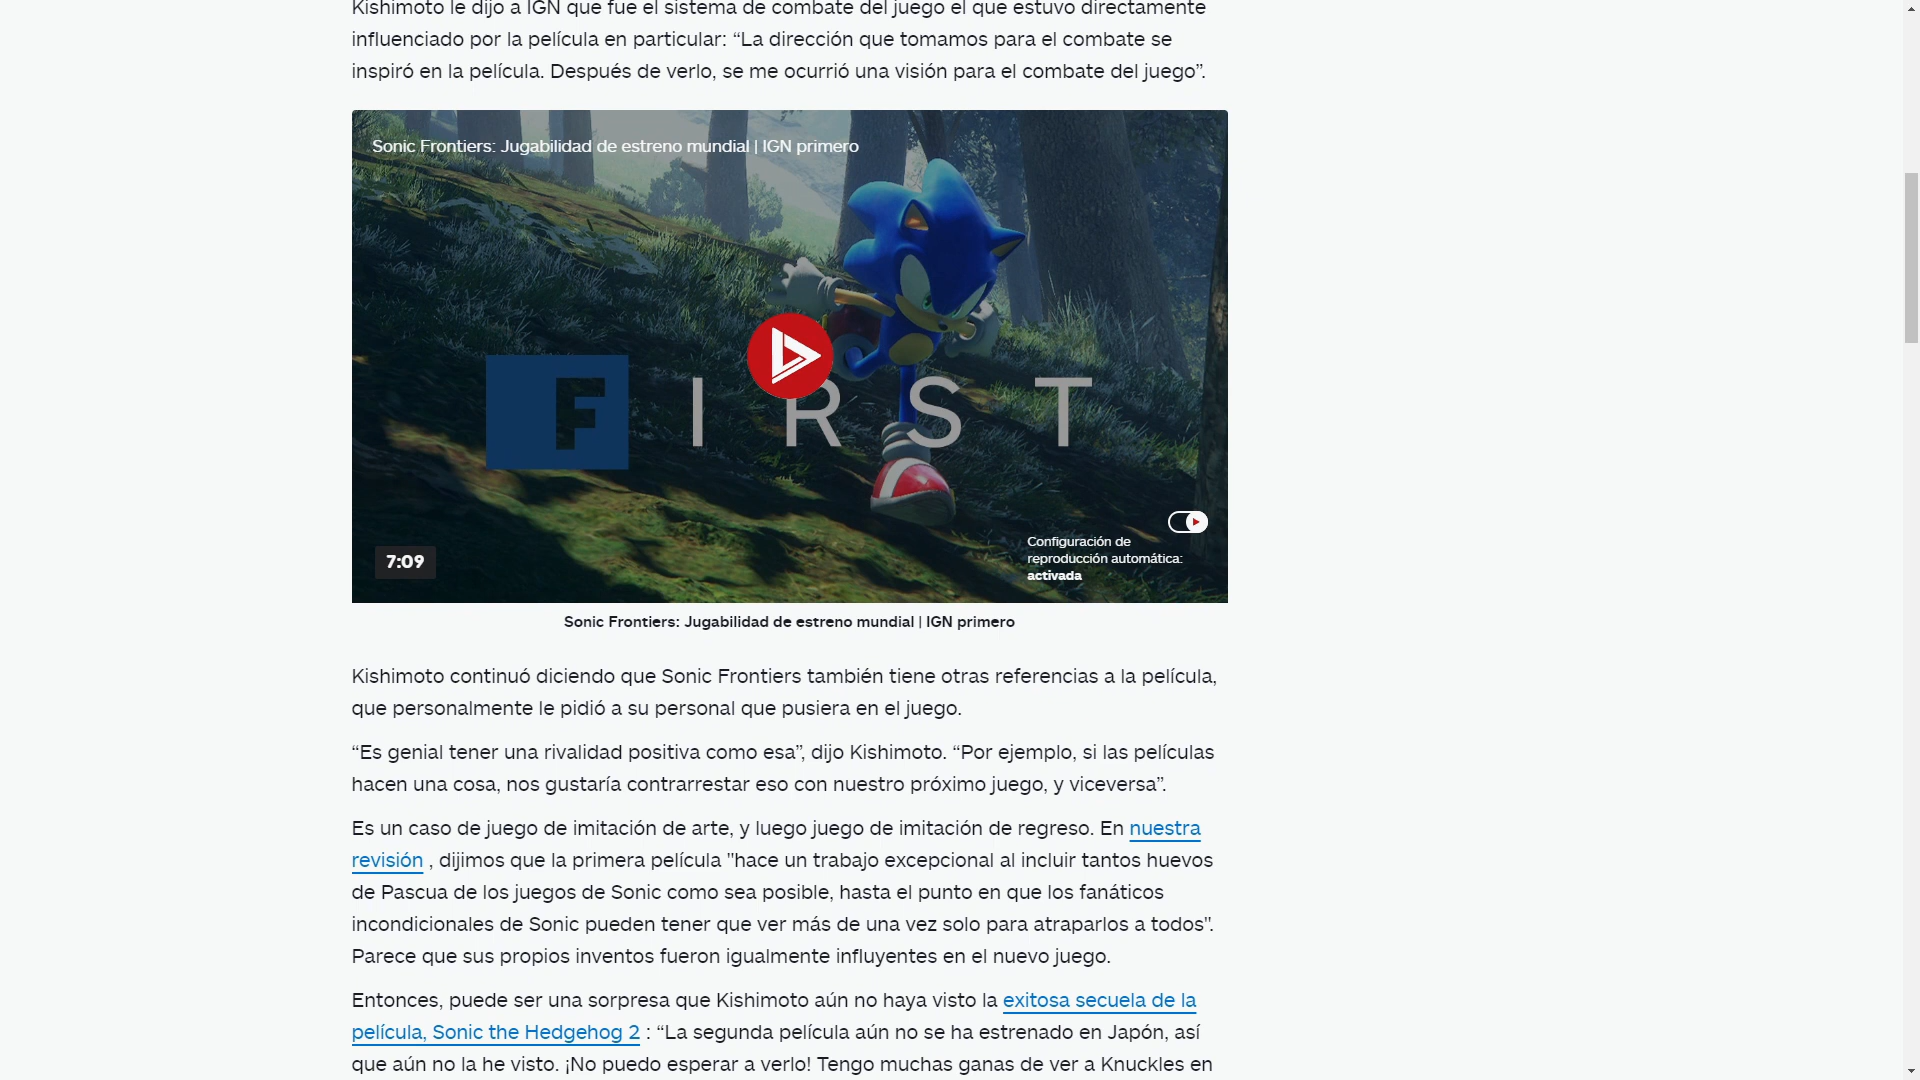 Kishimoto le dijo a IGN que fue el sistema de combate del juego el que estuvo directamente
influenciado por la película en particular: “La dirección que tomamos para el combate se
inspiró en la película. Después de verlo, se me ocurrió una visión para el combate del juego”.
Sonic Frontiers: Jugabilidad de estreno mundial | IGN primero
FIRST
Configuración de
reproducción automática:
activada
7:09
Sonic Frontiers: Jugabilidad de estreno mundial | IGN primero
Kishimoto continuó diciendo que Sonic Frontiers también tiene otras referencias a la película,
que personalmente le pidió a su personal que pusiera en el juego.
“Es genial tener una rivalidad positiva como esa”, dijo Kishimoto. “Por ejemplo, si las películas
hacen una cosa, nos gustaría contrarrestar eso con nuestro próximo juego, y viceversa”.
Es un caso de juego de imitación de arte, y luego juego de imitación de regreso. En nuestra
revisión , dijimos que la primera película "hace un trabajo excepcional al incluir tantos huevos
de Pascua de los juegos de Sonic como sea posible, hasta el punto en que los fanáticos
incondicionales de Sonic pueden tener que ver más de una vez solo para atraparlos a todos".
Parece que sus propios inventos fueron igualmente influyentes en el nuevo juego.
Entonces, puede ser una sorpresa que Kishimoto aún no haya visto la exitosa secuela de la
película, Sonic the Hedgehog 2 : “La segunda película aún no se ha estrenado en Japón, así
que aún no la he visto. ¡No puedo esperar a verlo! Tengo muchas ganas de ver a Knuckles en